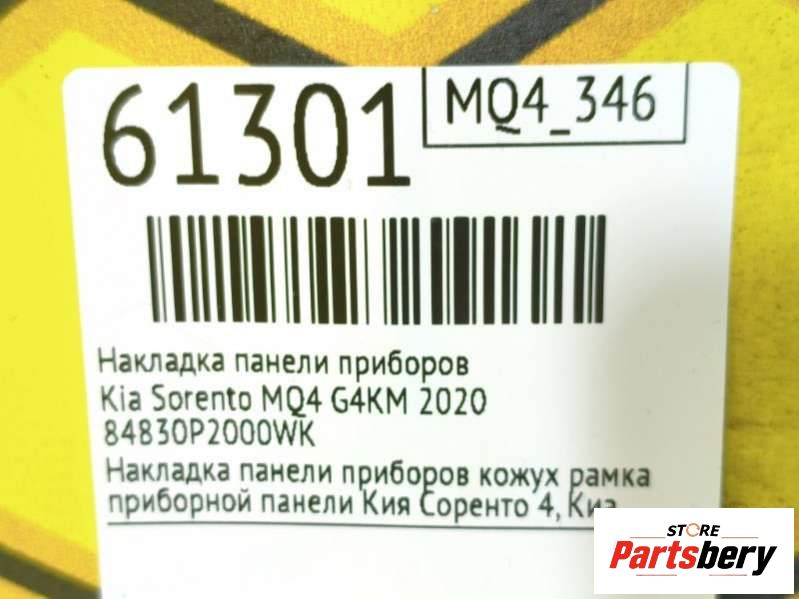 61301
MQ4_346
Накладка панели приборов
Kia Sorento MQ4 G4KM 2020
84830P2000WK
Накладка панели приборов кожух рамка
приборной панели Кия Соренто 4, Киа
STORE
Partsbery